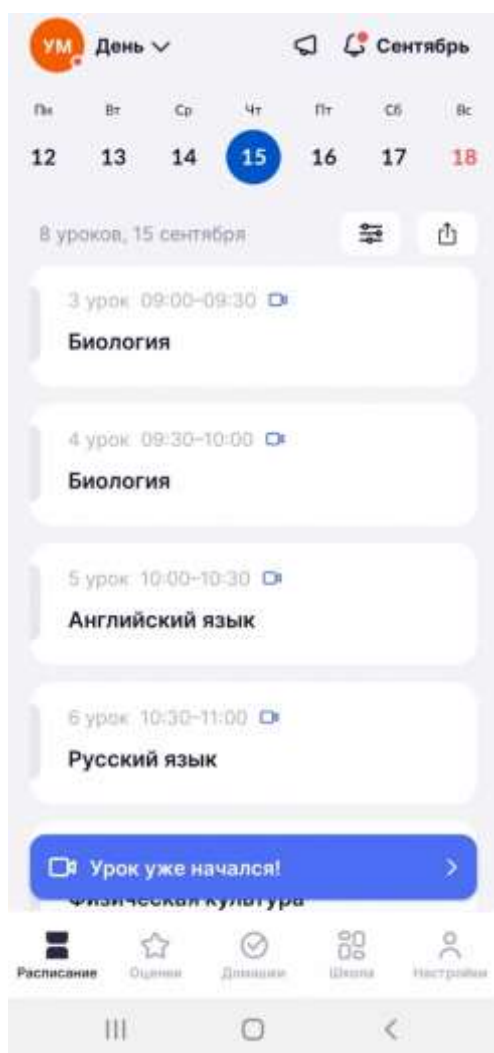 УМ День Сентябрь
Пн Вт Ср Чт Пт Сб Вс
12 13 14 15 16 17 18
8 уроков, 15 сентября
3 урок 09:00–09:30
Биология
4 урок 09:30–10:00
Биология
5 урок 10:00–10:30
Английский язык
6 урок 10:30–11:00
Русский язык
Урок уже начался!
Физическая культура
Расписание Оценки Домашки Школа Настройки